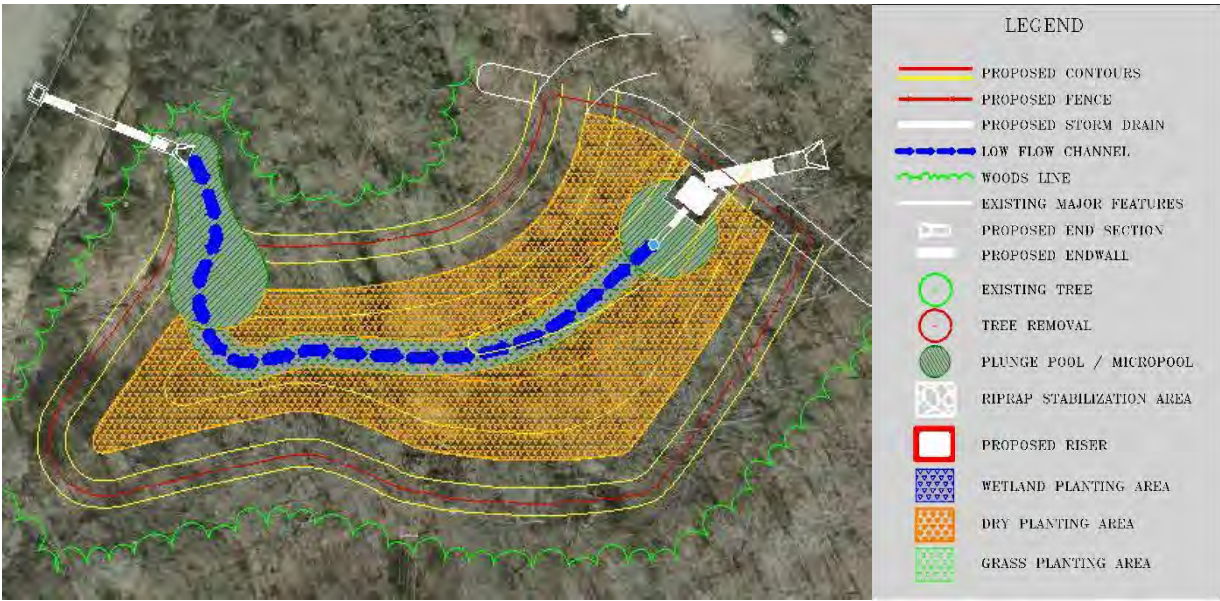 LEGEND
PROPOSED CONTOURS
PROPOSED FENCE
PROPOSED STORM DRAIN
LOW FLOW CHANNEL
WOODS LINE
EXISTING MAJOR FEATURES
PROPOSED END SECTION
PROPOSED ENDWALL
EXISTING TREE
TREE REMOVAL
PLUNGE POOL / MICROPOOL
RIPRAP STABILIZATION AREA
PROPOSED RISER
WETLAND PLANTING AREA
DRY PLANTING AREA
GRASS PLANTING AREA